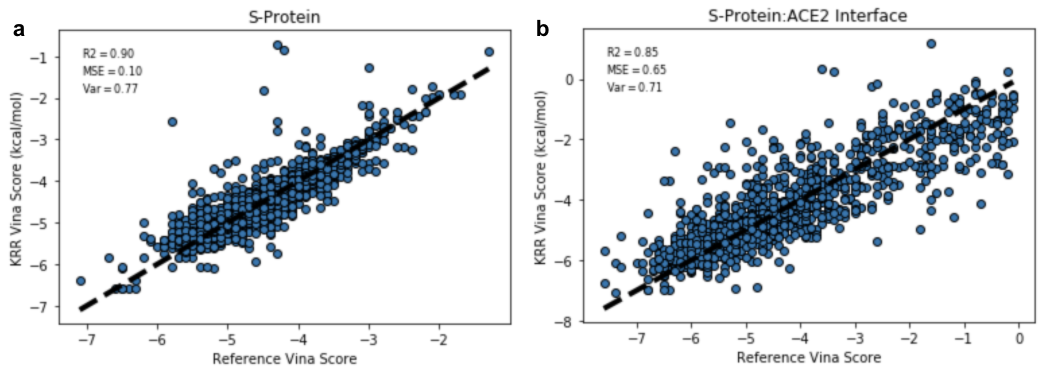 a
S-Protein
R2 = 0.90
MSE = 0.10
Var = 0.77
KRR Vina Score (kcal/mol)
−1
−2
−3
−4
−5
−6
−7
−7 −6 −5 −4 −3 −2
Reference Vina Score
b
S-Protein:ACE2 Interface
R2 = 0.85
MSE = 0.65
Var = 0.71
KRR Vina Score (kcal/mol)
0
−2
−4
−6
−8
−7 −6 −5 −4 −3 −2 −1 0
Reference Vina Score